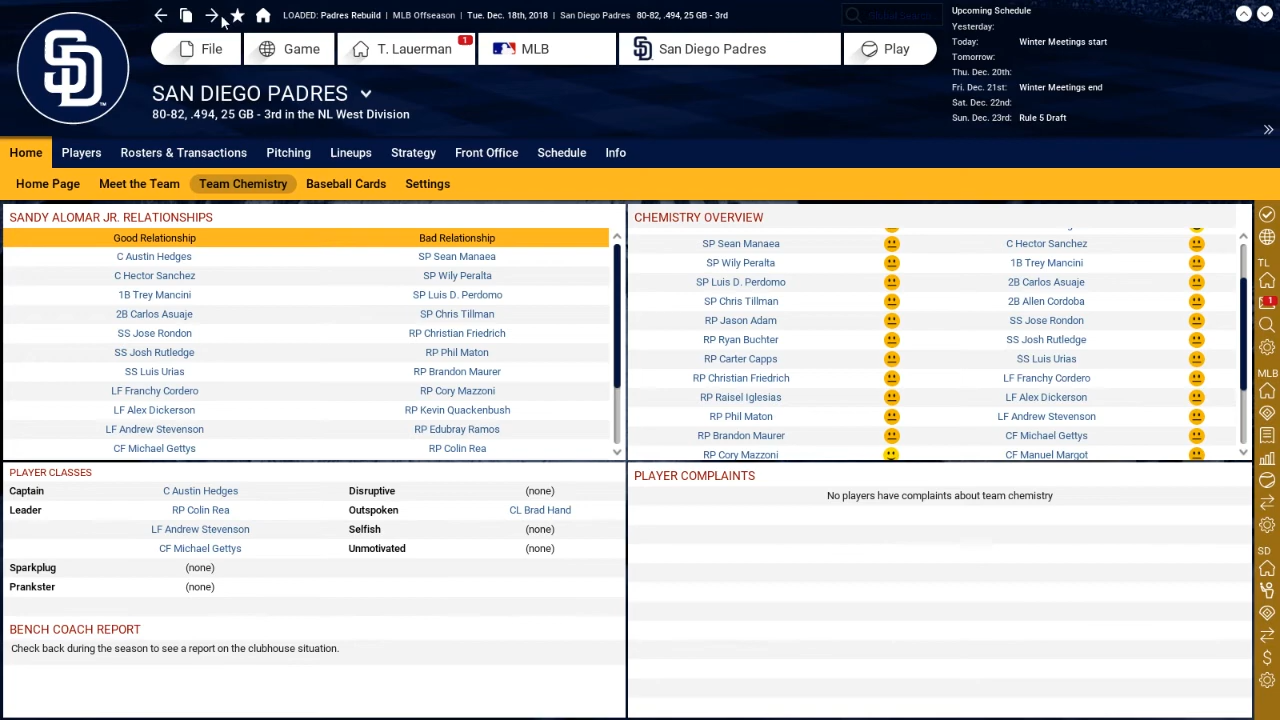 LOADED: Padres Rebuild | MLB Offseason | Tue. Dec. 18th, 2018 | San Diego Padres 80-82, .494, 25 GB - 3rd
Upcoming Schedule
Yesterday:
Today: Winter Meetings start
Tomorrow:
Thu. Dec. 20th:
Fri. Dec. 21st: Winter Meetings end
Sat. Dec. 22nd:
Sun. Dec. 23rd: Rule 5 Draft
File Game T. Lauerman 1 MLB San Diego Padres Play
SAN DIEGO PADRES
80-82, .494, 25 GB - 3rd in the NL West Division
Home Players Rosters & Transactions Pitching Lineups Strategy Front Office Schedule Info
Home Page Meet the Team Team Chemistry Baseball Cards Settings
SANDY ALOMAR JR. RELATIONSHIPS
Good Relationship Bad Relationship
C Austin Hedges SP Sean Manaea
C Hector Sanchez SP Wily Peralta
1B Trey Mancini SP Luis D. Perdomo
2B Carlos Asuaje SP Chris Tillman
SS Jose Rondon RP Christian Friedrich
SS Josh Rutledge RP Phil Maton
SS Luis Urias RP Brandon Maurer
LF Franchy Cordero RP Cory Mazzoni
LF Alex Dickerson RP Kevin Quackenbush
LF Andrew Stevenson RP Edubray Ramos
CF Michael Gettys RP Colin Rea
CHEMISTRY OVERVIEW
SP Sean Manaea C Hector Sanchez
SP Wily Peralta 1B Trey Mancini
SP Luis D. Perdomo 2B Carlos Asuaje
SP Chris Tillman 2B Allen Cordoba
RP Jason Adam SS Jose Rondon
RP Ryan Buchter SS Josh Rutledge
RP Carter Capps SS Luis Urias
RP Christian Friedrich LF Franchy Cordero
RP Raisel Iglesias LF Alex Dickerson
RP Phil Maton LF Andrew Stevenson
RP Brandon Maurer CF Michael Gettys
RP Cory Mazzoni CF Manuel Margot
PLAYER CLASSES
Captain C Austin Hedges Disruptive (none)
Leader RP Colin Rea Outspoken CL Brad Hand
LF Andrew Stevenson Selfish (none)
CF Michael Gettys Unmotivated (none)
Sparkplug (none)
Prankster (none)
BENCH COACH REPORT
Check back during the season to see a report on the clubhouse situation.
PLAYER COMPLAINTS
No players have complaints about team chemistry
TL
1
MLB
SD